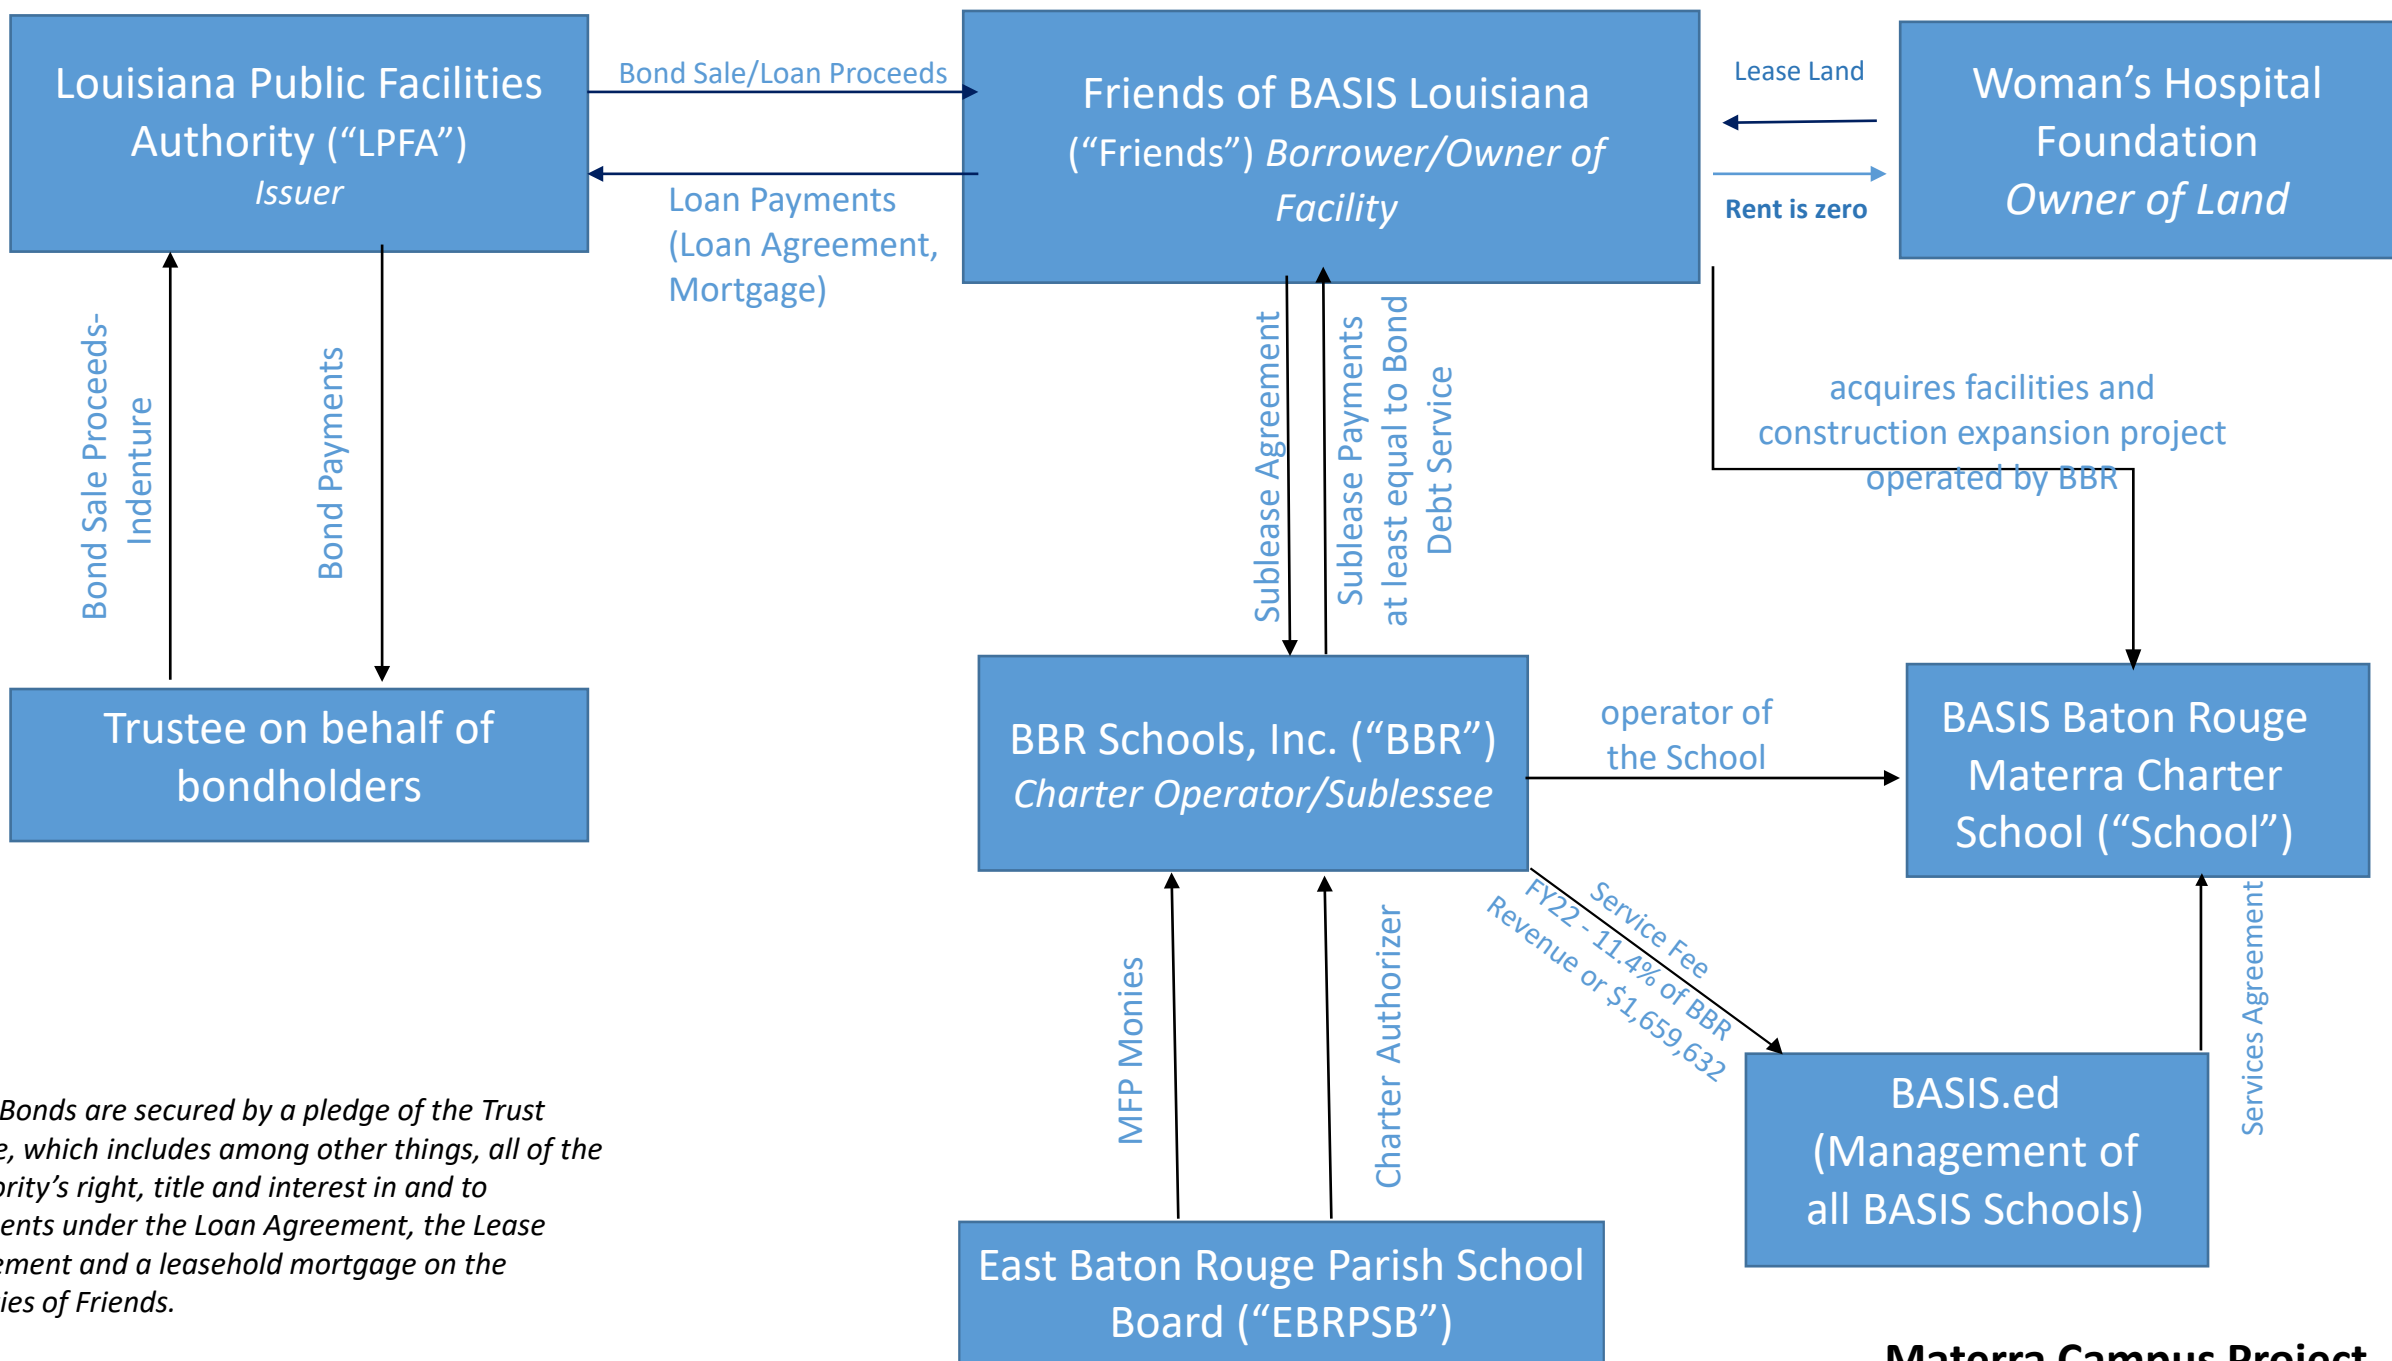 Louisiana Public Facilities
Authority (“LPFA”)
Issuer
Bond Sale/Loan Proceeds
Loan Payments
(Loan Agreement,
Mortgage)
Friends of BASIS Louisiana
(“Friends”) Borrower/Owner of
Facility
Lease Land
Rent is zero
Woman’s Hospital
Foundation
Owner of Land
Bond Sale Proceeds-
Indenture
Bond Payments
Sublease Agreement
Sublease Payments
at least equal to Bond
Debt Service
acquires facilities and
construction expansion project
operated by BBR
Trustee on behalf of
bondholders
BBR Schools, Inc. (“BBR”)
Charter Operator/Sublessee
operator of
the School
BASIS Baton Rouge
Materra Charter
School (“School”)
Service Fee
FY22 - 11.4% of BBR
Revenue or $1,659,632
MFP Monies
Charter Authorizer
Services Agreement
BASIS.ed
(Management of
all BASIS Schools)
East Baton Rouge Parish School
Board (“EBRPSB”)
Bonds are secured by a pledge of the Trust
which includes among other things, all of the
right, title and interest in and to
under the Loan Agreement, the Lease
and a leasehold mortgage on the
of Friends.
Materra Campus Project